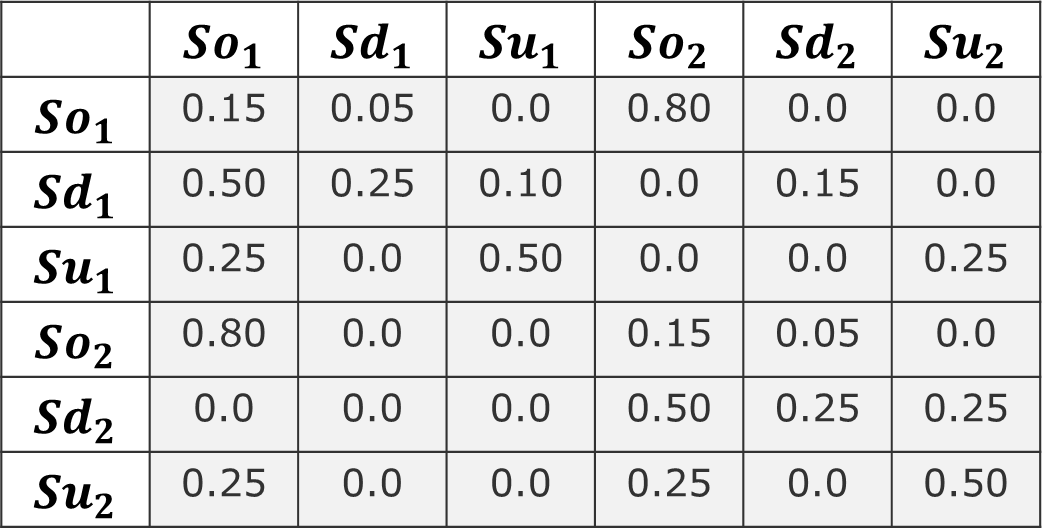 So₁ Sd₁ Su₁ So₂ Sd₂ Su₂
So₁ 0.15 0.05 0.0 0.80 0.0 0.0
Sd₁ 0.50 0.25 0.10 0.0 0.15 0.0
Su₁ 0.25 0.0 0.50 0.0 0.0 0.25
So₂ 0.80 0.0 0.0 0.15 0.05 0.0
Sd₂ 0.0 0.0 0.0 0.50 0.25 0.25
Su₂ 0.25 0.0 0.0 0.25 0.0 0.50